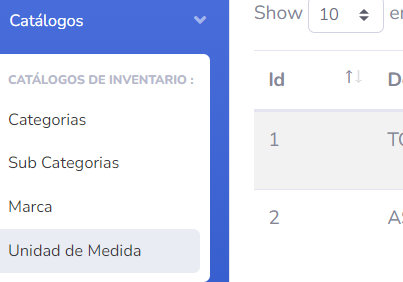 Catálogos
CATÁLOGOS DE INVENTARIO :
Categorias
Sub Categorias
Marca
Unidad de Medida
Show 10
Id
1
2